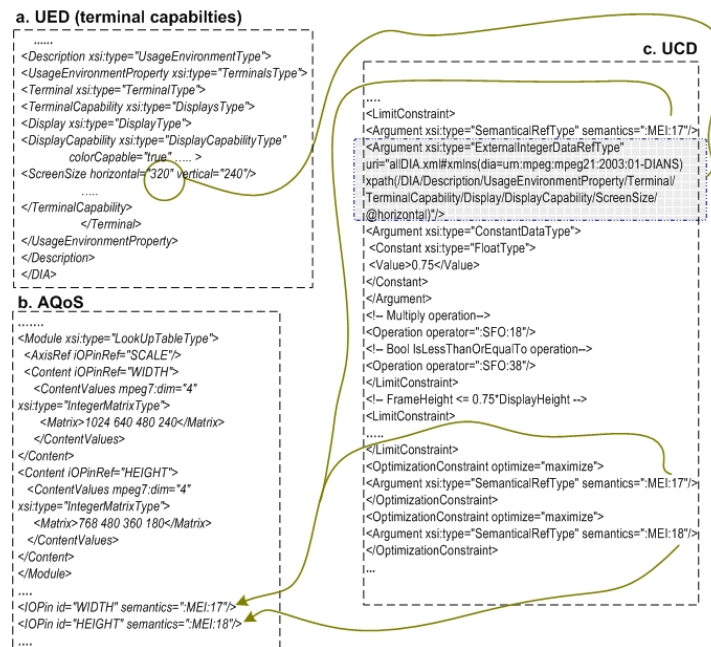 a. UED (terminal capabilties)
......
<Description xsi:type="UsageEnvironmentType">
<UsageEnvironmentProperty xsi:type="TerminalsType">
<Terminal xsi:type="TerminalType">
<TerminalCapability xsi:type="DisplaysType">
<Display xsi:type="DisplayType">
<DisplayCapability xsi:type="DisplayCapabilityType"
colorCapable="true"...... >
<ScreenSize horizontal="320" vertical="240"/>
.....
</TerminalCapability>
</Terminal>
</UsageEnvironmentProperty>
</Description>
</DIA>
b. AQoS
.......
<Module xsi:type="LookUpTableType">
<AxisRef iOPinRef="SCALE"/>
<Content iOPinRef="WIDTH">
<ContentValues mpeg7:dim="4"
xsi:type="IntegerMatrixType">
<Matrix>1024 640 480 240</Matrix>
</ContentValues>
</Content>
<Content iOPinRef="HEIGHT">
<ContentValues mpeg7:dim="4"
xsi:type="IntegerMatrixType">
<Matrix>768 480 360 180</Matrix>
</ContentValues>
</Content>
</Module>
....
<IOPin id="WIDTH" semantics=":MEI:17"/>
<IOPin id="HEIGHT" semantics=":MEI:18"/>
....
c. UCD
....
<LimitConstraint>
<Argument xsi:type="SemanticalRefType" semantics=":MEI:17"/>
<Argument xsi:type="ExternalIntegerDataRefType"
uri="allDIA.xml#xmlns(dia=urn:mpeg:mpeg21:2003:01-DIANS)
xpath(/DIA/Description/UsageEnvironmentProperty/Terminal/
TerminalCapability/Display/DisplayCapability/ScreenSize/
@horizontal)"/>
<Argument xsi:type="ConstantDataType">
<Constant xsi:type="FloatType">
<Value>0.75</Value>
</Constant>
</Argument>
<!-- Multiply operation-->
<Operation operator=":SFO:18"/>
<!-- Bool IsLessThanOrEqualTo operation-->
<Operation operator=":SFO:38"/>
</LimitConstraint>
<!-- FrameHeight <= 0.75*DisplayHeight -->
<LimitConstraint>
.....
</LimitConstraint>
<OptimizationConstraint optimize="maximize">
<Argument xsi:type="SemanticalRefType" semantics=":MEI:17"/>
</OptimizationConstraint>
<OptimizationConstraint optimize="maximize">
<Argument xsi:type="SemanticalRefType" semantics=":MEI:18"/>
</OptimizationConstraint>
...